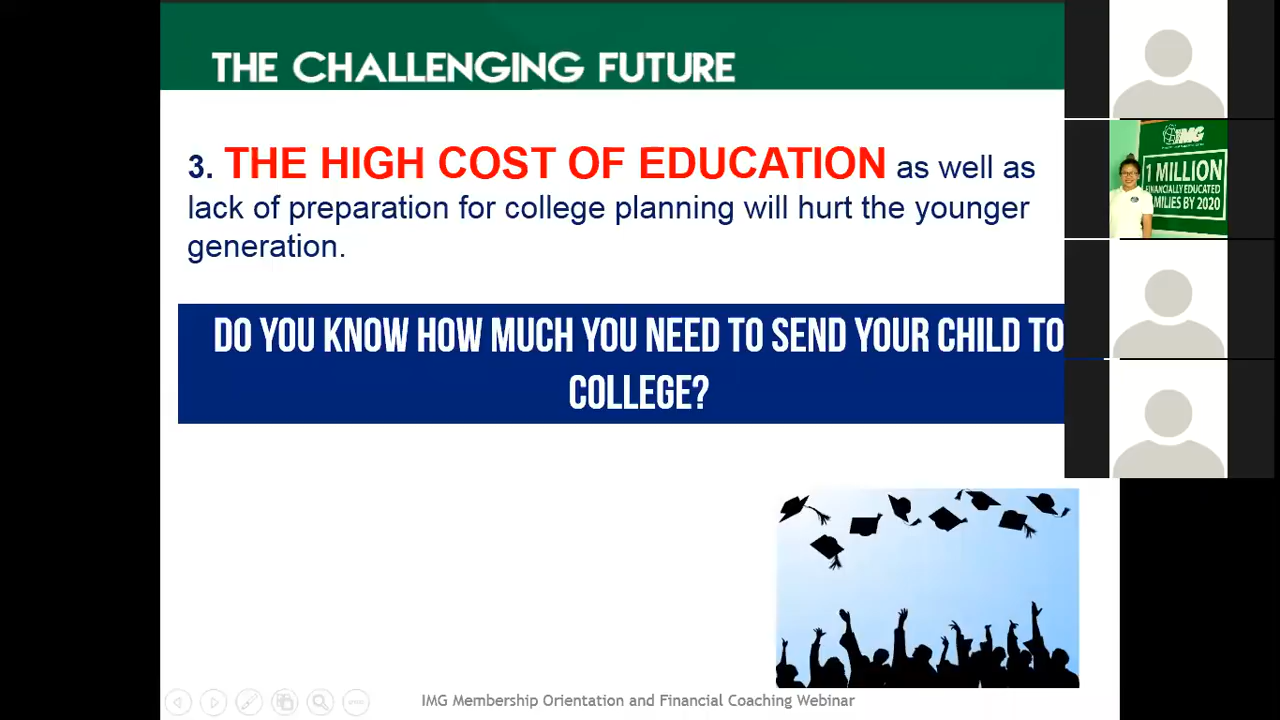 THE CHALLENGING FUTURE
3. THE HIGH COST OF EDUCATION as well as
lack of preparation for college planning will hurt the younger
generation.
DO YOU KNOW HOW MUCH YOU NEED TO SEND YOUR CHILD TO
COLLEGE?
IMG
1 MILLION
FINANCIALLY EDUCATED
FAMILIES BY 2020
IMG Membership Orientation and Financial Coaching Webinar